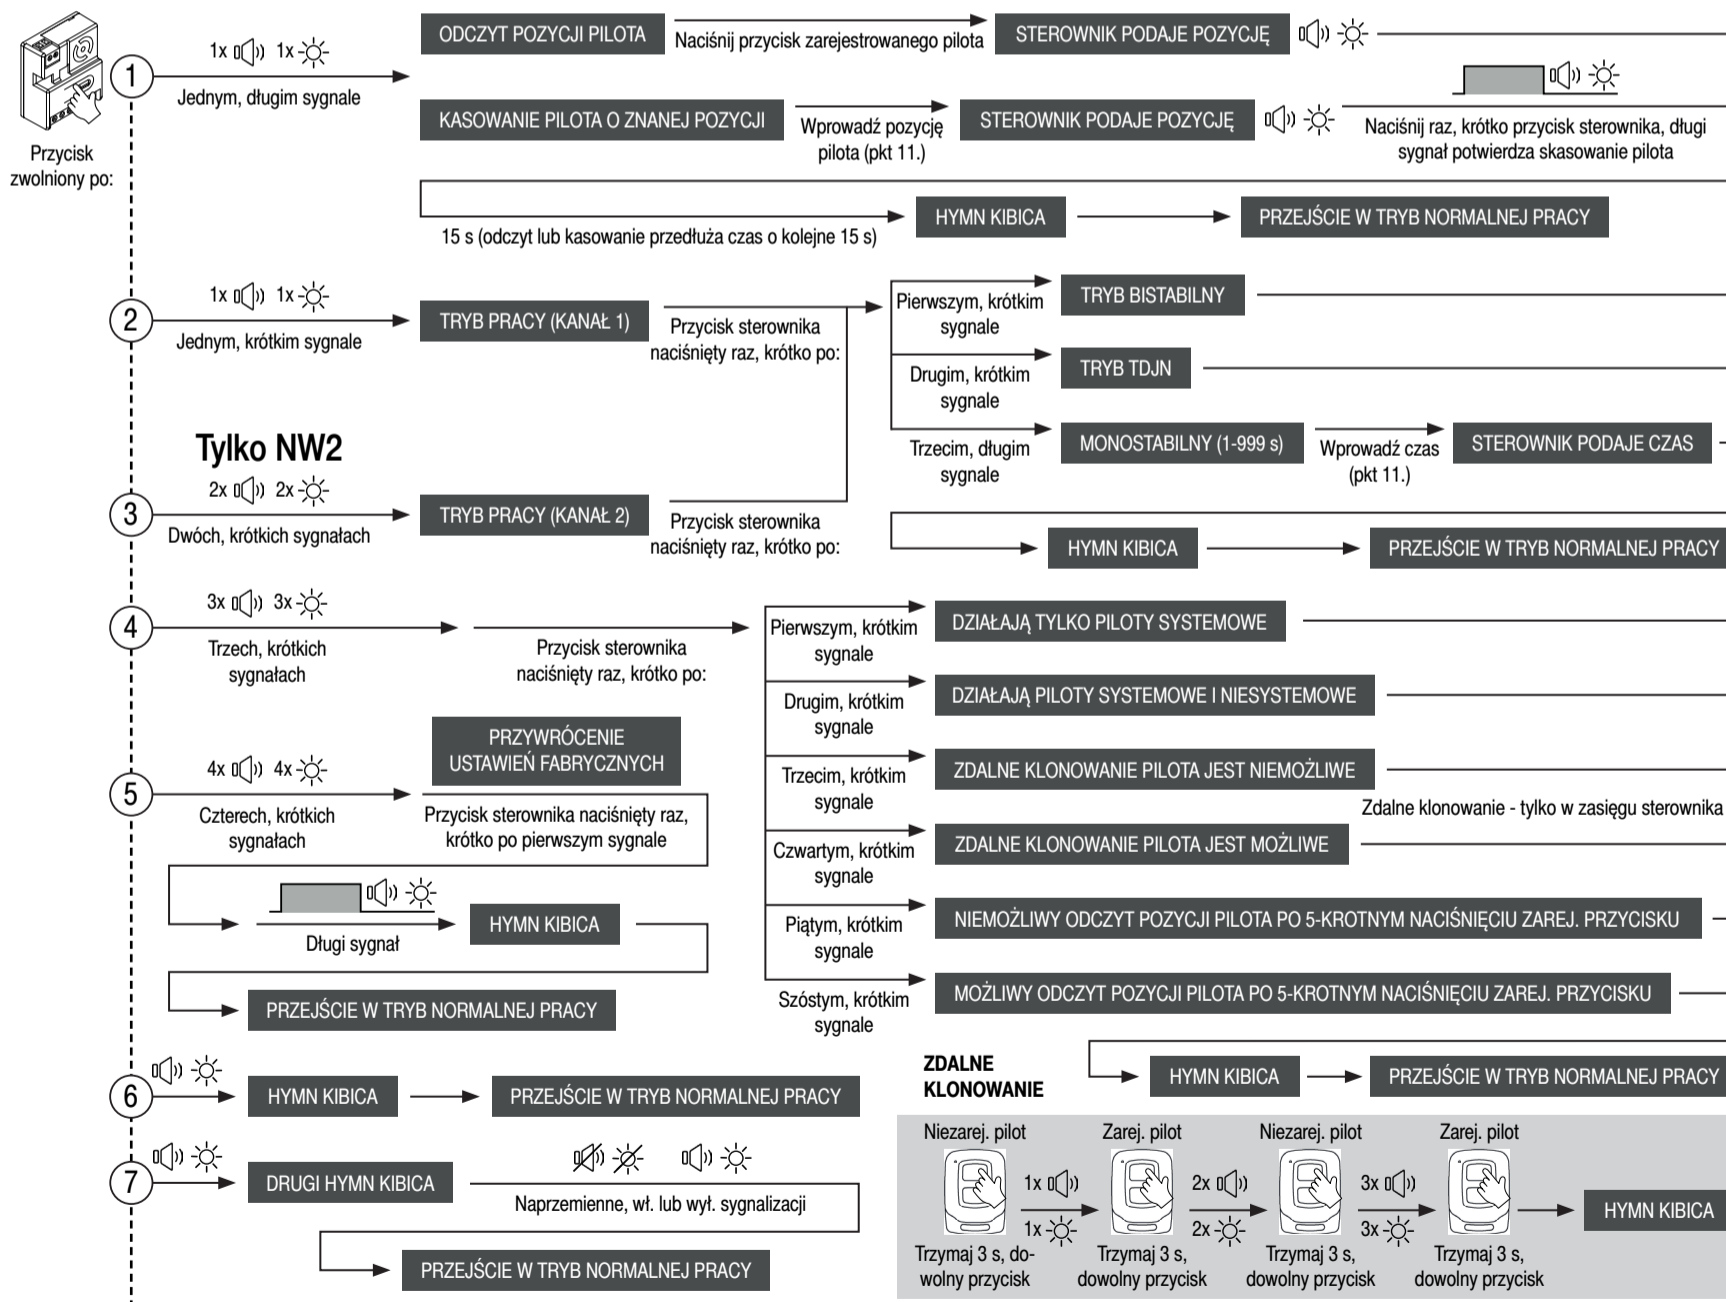 ODCZYT POZYCJI PILOTA
Naciśnij przycisk zarejestrowanego pilota
STEROWNIK PODAJE POZYCJĘ
1x 1x
1
Jednym, długim sygnale
KASOWANIE PILOTA O ZNANEJ POZYCJI
Wprowadź pozycję
pilota (pkt 11.)
STEROWNIK PODAJE POZYCJĘ
Naciśnij raz, krótko przycisk sterownika, długi
sygnał potwierdza skasowanie pilota
Przycisk
zwolniony po:
15 s (odczyt lub kasowanie przedłuża czas o kolejne 15 s)
HYMN KIBICA
PRZEJŚCIE W TRYB NORMALNEJ PRACY
1x 1x
2
Jednym, krótkim sygnale
TRYB PRACY (KANAŁ 1)
Przycisk sterownika
naciśnięty raz, krótko po:
Pierwszym, krótkim
sygnale
TRYB BISTABILNY
Drugim, krótkim
sygnale
TRYB TDJN
Trzecim, długim
sygnale
MONOSTABILNY (1-999 s)
Wprowadź czas
(pkt 11.)
STEROWNIK PODAJE CZAS
Tylko NW2
2x 2x
3
Dwóch, krótkich sygnałach
TRYB PRACY (KANAŁ 2)
Przycisk sterownika
naciśnięty raz, krótko po:
HYMN KIBICA
PRZEJŚCIE W TRYB NORMALNEJ PRACY
3x 3x
4
Trzech, krótkich
sygnałach
Przycisk sterownika
naciśnięty raz, krótko po:
Pierwszym, krótkim
sygnale
DZIAŁAJĄ TYLKO PILOTY SYSTEMOWE
Drugim, krótkim
sygnale
DZIAŁAJĄ PILOTY SYSTEMOWE I NIESYSTEMOWE
Trzecim, krótkim
sygnale
ZDALNE KLONOWANIE PILOTA JEST NIEMOŻLIWE
Zdalne klonowanie - tylko w zasięgu sterownika
Czwartym, krótkim
sygnale
ZDALNE KLONOWANIE PILOTA JEST MOŻLIWE
Piątym, krótkim
sygnale
NIEMOŻLIWY ODCZYT POZYCJI PILOTA PO 5-KROTNYM NACIŚNIĘCIU ZAREJ. PRZYCISKU
Szóstym, krótkim
sygnale
MOŻLIWY ODCZYT POZYCJI PILOTA PO 5-KROTNYM NACIŚNIĘCIU ZAREJ. PRZYCISKU
HYMN KIBICA
PRZEJŚCIE W TRYB NORMALNEJ PRACY
4x 4x
5
Czterech, krótkich
sygnałach
PRZYWRÓCENIE
USTAWIEŃ FABRYCZNYCH
Przycisk sterownika naciśnięty raz,
krótko po pierwszym sygnale
Długi sygnał
HYMN KIBICA
PRZEJŚCIE W TRYB NORMALNEJ PRACY
6
HYMN KIBICA
PRZEJŚCIE W TRYB NORMALNEJ PRACY
7
DRUGI HYMN KIBICA
Naprzemienne, wł. lub wył. sygnalizacji
PRZEJŚCIE W TRYB NORMALNEJ PRACY
ZDALNE
KLONOWANIE
Niezarej. pilot
Trzymaj 3 s, do-
wolny przycisk
1x
1x
Zarej. pilot
Trzymaj 3 s,
dowolny przycisk
2x
2x
Niezarej. pilot
Trzymaj 3 s,
dowolny przycisk
3x
3x
Zarej. pilot
Trzymaj 3 s,
dowolny przycisk
HYMN KIBICA